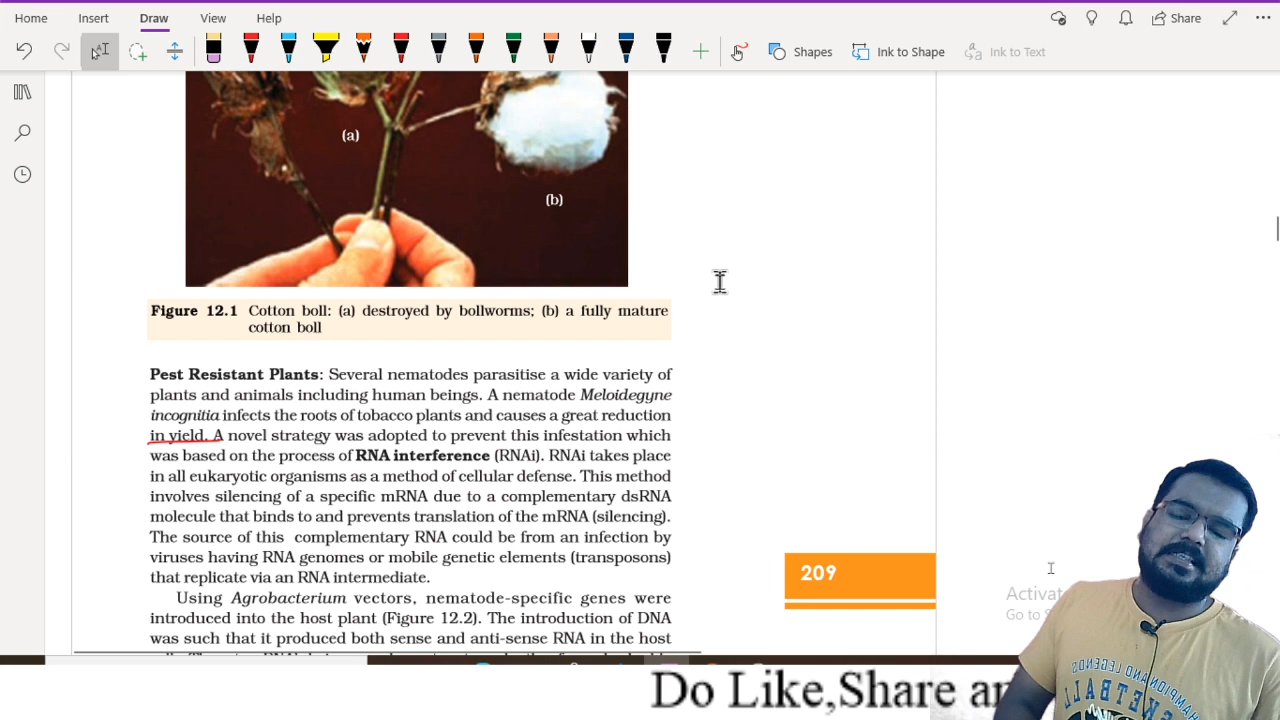 Home Insert Draw View Help Share
Shapes Ink to Shape Ink to Text
(a)
(b)
Figure 12.1 Cotton boll: (a) destroyed by bollworms; (b) a fully mature
cotton boll
Pest Resistant Plants: Several nematodes parasitise a wide variety of
plants and animals including human beings. A nematode Meloidegyne
incognitia infects the roots of tobacco plants and causes a great reduction
in yield. A novel strategy was adopted to prevent this infestation which
was based on the process of RNA interference (RNAi). RNAi takes place
in all eukaryotic organisms as a method of cellular defense. This method
involves silencing of a specific mRNA due to a complementary dsRNA
molecule that binds to and prevents translation of the mRNA (silencing).
The source of this complementary RNA could be from an infection by
viruses having RNA genomes or mobile genetic elements (transposons)
that replicate via an RNA intermediate.
209
Using Agrobacterium vectors, nematode-specific genes were
introduced into the host plant (Figure 12.2). The introduction of DNA
was such that it produced both sense and anti-sense RNA in the host
Activat
Go to S
CHAMPION AND LEGENDS
Do Like,Share an